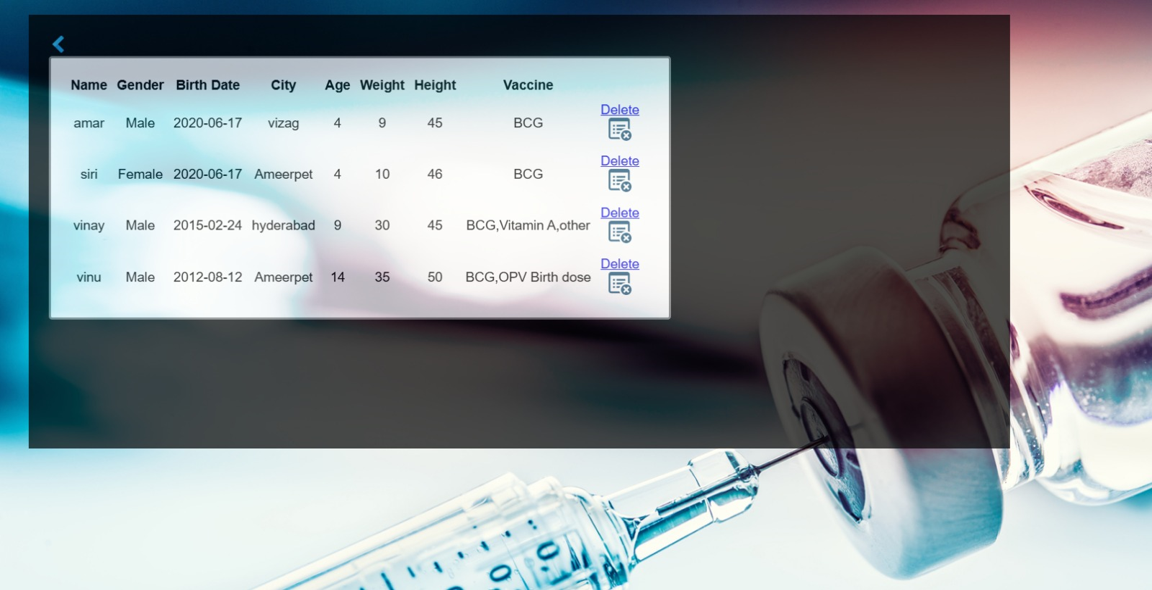 Name Gender Birth Date City Age Weight Height Vaccine
amar Male 2020-06-17 vizag 4 9 45 BCG Delete
siri Female 2020-06-17 Ameerpet 4 10 46 BCG Delete
vinay Male 2015-02-24 hyderabad 9 30 45 BCG,Vitamin A,other Delete
vinu Male 2012-08-12 Ameerpet 14 35 50 BCG,OPV Birth dose Delete